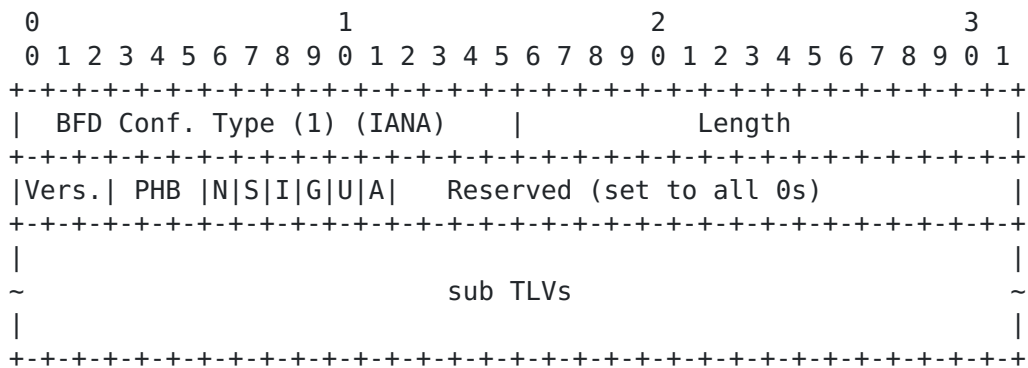 0                   1                   2                   3
 0 1 2 3 4 5 6 7 8 9 0 1 2 3 4 5 6 7 8 9 0 1 2 3 4 5 6 7 8 9 0 1
+-+-+-+-+-+-+-+-+-+-+-+-+-+-+-+-+-+-+-+-+-+-+-+-+-+-+-+-+-+-+-+-+
|  BFD Conf. Type (1) (IANA)    |           Length              |
+-+-+-+-+-+-+-+-+-+-+-+-+-+-+-+-+-+-+-+-+-+-+-+-+-+-+-+-+-+-+-+-+
|Vers.| PHB |N|S|I|G|U|A|   Reserved (set to all 0s)            |
+-+-+-+-+-+-+-+-+-+-+-+-+-+-+-+-+-+-+-+-+-+-+-+-+-+-+-+-+-+-+-+-+
|                                                               |
~                           sub TLVs                            ~
|                                                               |
+-+-+-+-+-+-+-+-+-+-+-+-+-+-+-+-+-+-+-+-+-+-+-+-+-+-+-+-+-+-+-+-+